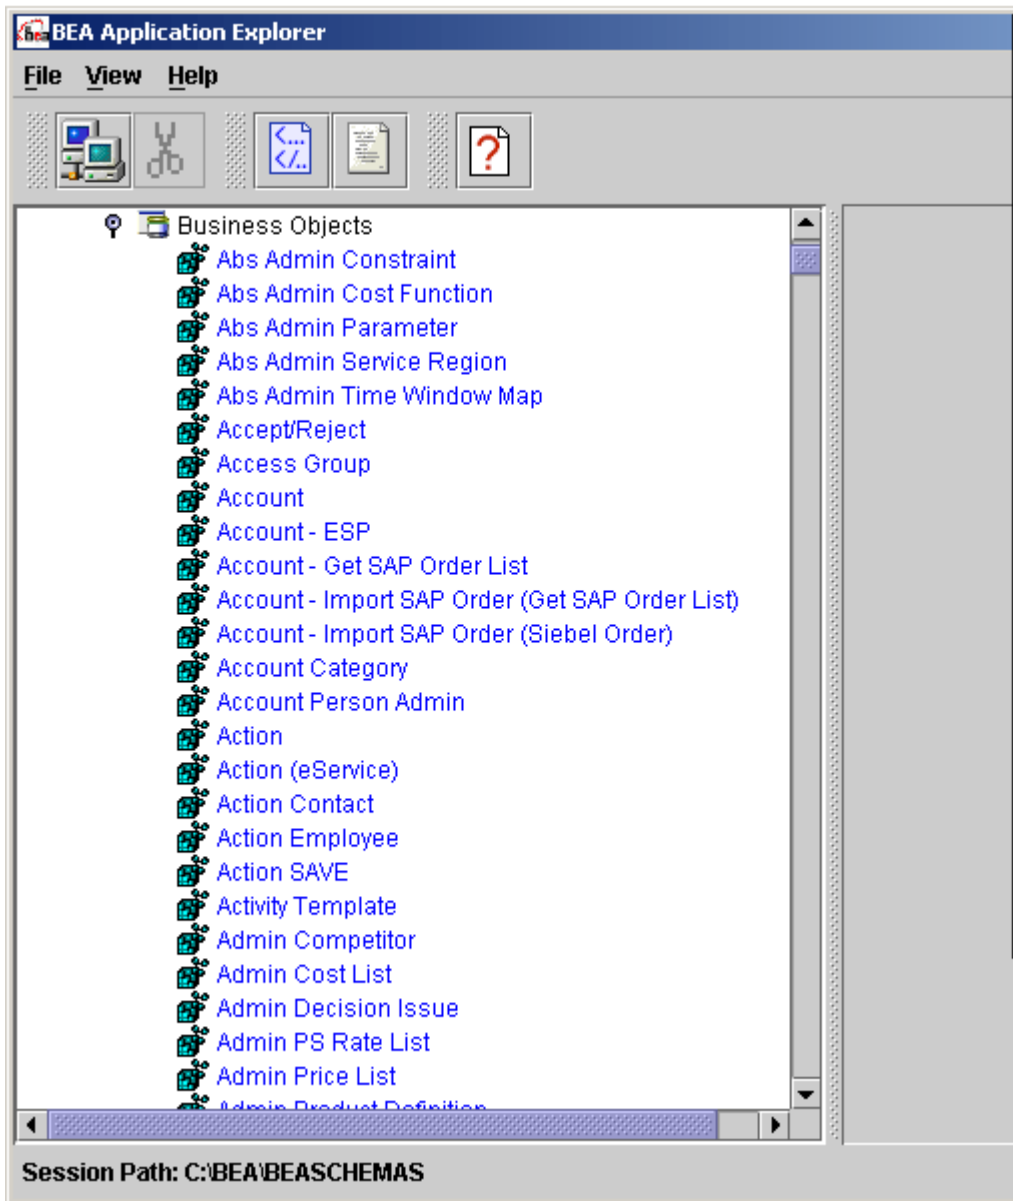 bea BEA Application Explorer
File View Help
<...
</..
?
Business Objects
Abs Admin Constraint
Abs Admin Cost Function
Abs Admin Parameter
Abs Admin Service Region
Abs Admin Time Window Map
Accept/Reject
Access Group
Account
Account - ESP
Account - Get SAP Order List
Account - Import SAP Order (Get SAP Order List)
Account - Import SAP Order (Siebel Order)
Account Category
Account Person Admin
Action
Action (eService)
Action Contact
Action Employee
Action SAVE
Activity Template
Admin Competitor
Admin Cost List
Admin Decision Issue
Admin PS Rate List
Admin Price List
Admin Product Definition
Session Path: C:\BEA\BEASCHEMAS